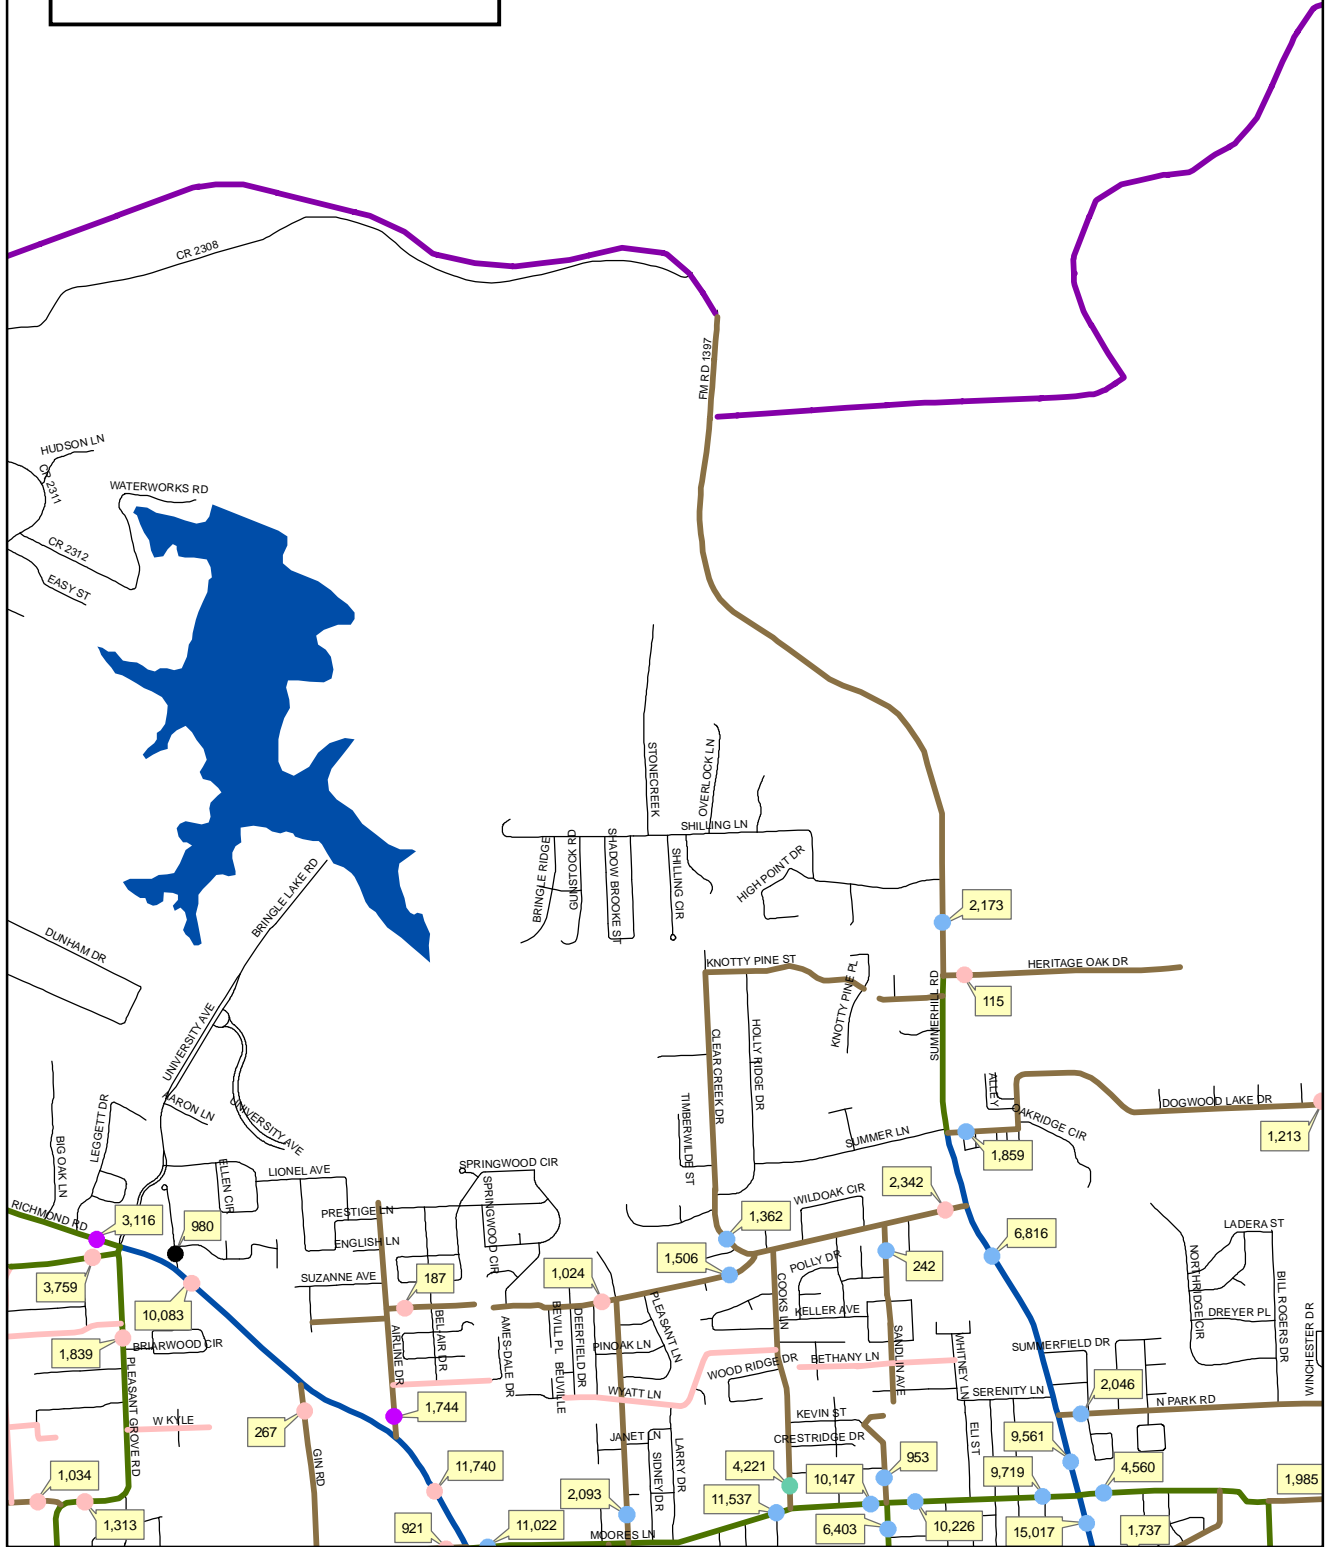 CR 2308
FM RD 1397
HUDSON LN
CR 2311
WATERWORKS RD
CR 2312
EASY ST
STONECREEK
OVERLOCK LN
SHILLING LN
BRINGLE RIDGE
GUNSTOCK RD
SHADOW BROOKE ST
SHILLING CIR
HIGH POINT DR
BRINGLE LAKE RD
2,173
DUNHAM DR
KNOTTY PINE ST
HERITAGE OAK DR
KNOTTY PINE PL
115
SUMMERHILL RD
UNIVERSITY AVE
CLEAR CREEK DR
HOLLY RIDGE DR
ALLEY
DOGWOOD LAKE DR
AARON LN
UNIVERSITY AVE
LEGGETT DR
TIMBERWILDE ST
OAKRIDGE CIR
SUMMER LN
1,213
BIG OAK LN
1,859
ELLEN CIR
LIONEL AVE
SPRINGWOOD CIR
SPRINGWOOD CIR
2,342
WILDOAK CIR
RICHMOND RD
3,116
980
PRESTIGE LN
1,362
LADERA ST
6,816
ENGLISH LN
1,506
POLLY DR
242
NORTHRIDGE CIR
3,759
SUZANNE AVE
187
1,024
COOKS LN
BILL ROGERS DR
10,083
BEVILL PL
DEERFIELD DR
PLEASANT LN
KELLER AVE
DREYER PL
1,839
BRIARWOOD CIR
AIRLINE DR
BELAIR DR
AMES-DALE DR
PINOAK LN
SANDLIN AVE
WHITNEY LN
SUMMERFIELD DR
WINCHESTER DR
WOOD RIDGE DR
BETHANY LN
PLEASANT GROVE RD
BEUVILLE
WYATT LN
SERENITY LN
2,046
N PARK RD
W KYLE
1,744
267
KEVIN ST
CRESTRIDGE DR
ELI ST
JANET LN
9,561
GIN RD
SIDNEY DR
LARRY DR
1,034
11,740
4,221
10,147
953
9,719
4,560
1,985
2,093
11,537
1,313
921
11,022
MOORES LN
6,403
10,226
15,017
1,737